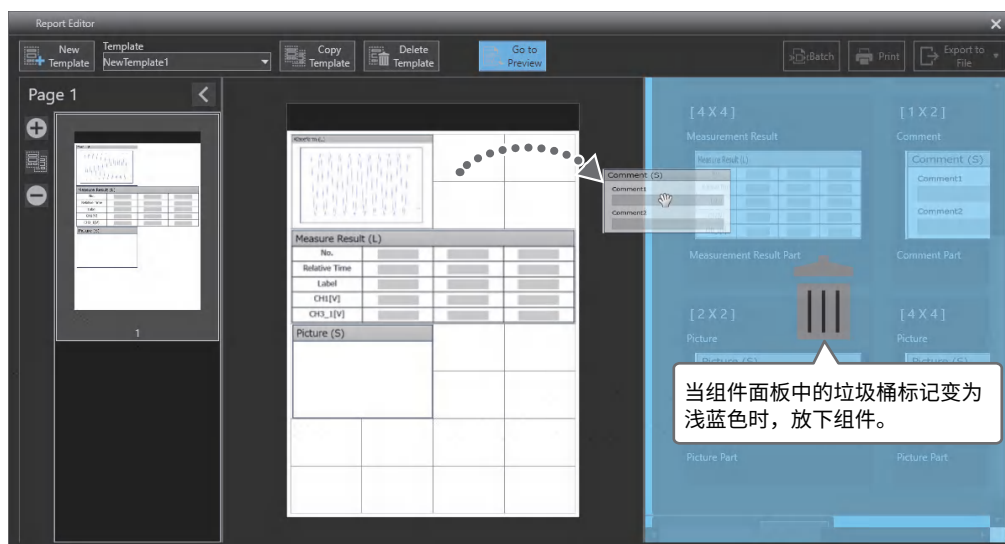 Report Editor
New Template
Template
NewTemplate1
Copy Template
Delete Template
Go to Preview
Batch
Print
Export to File
Page 1
1
Measure Result (L)
No.
Relative Time
Label
CH1[V]
CH3_1[V]
Picture (S)
Comment (S)
Comment1
Comment2
[4 X 4]
Measurement Result
Measure Result (L)
Measurement Result Part
[1 X 2]
Comment
Comment (S)
Comment1
Comment2
Comment Part
[2 X 2]
Picture
Picture (S)
[4 X 4]
Picture
当组件面板中的垃圾桶标记变为
浅蓝色时，放下组件。
Picture Part
Picture Part